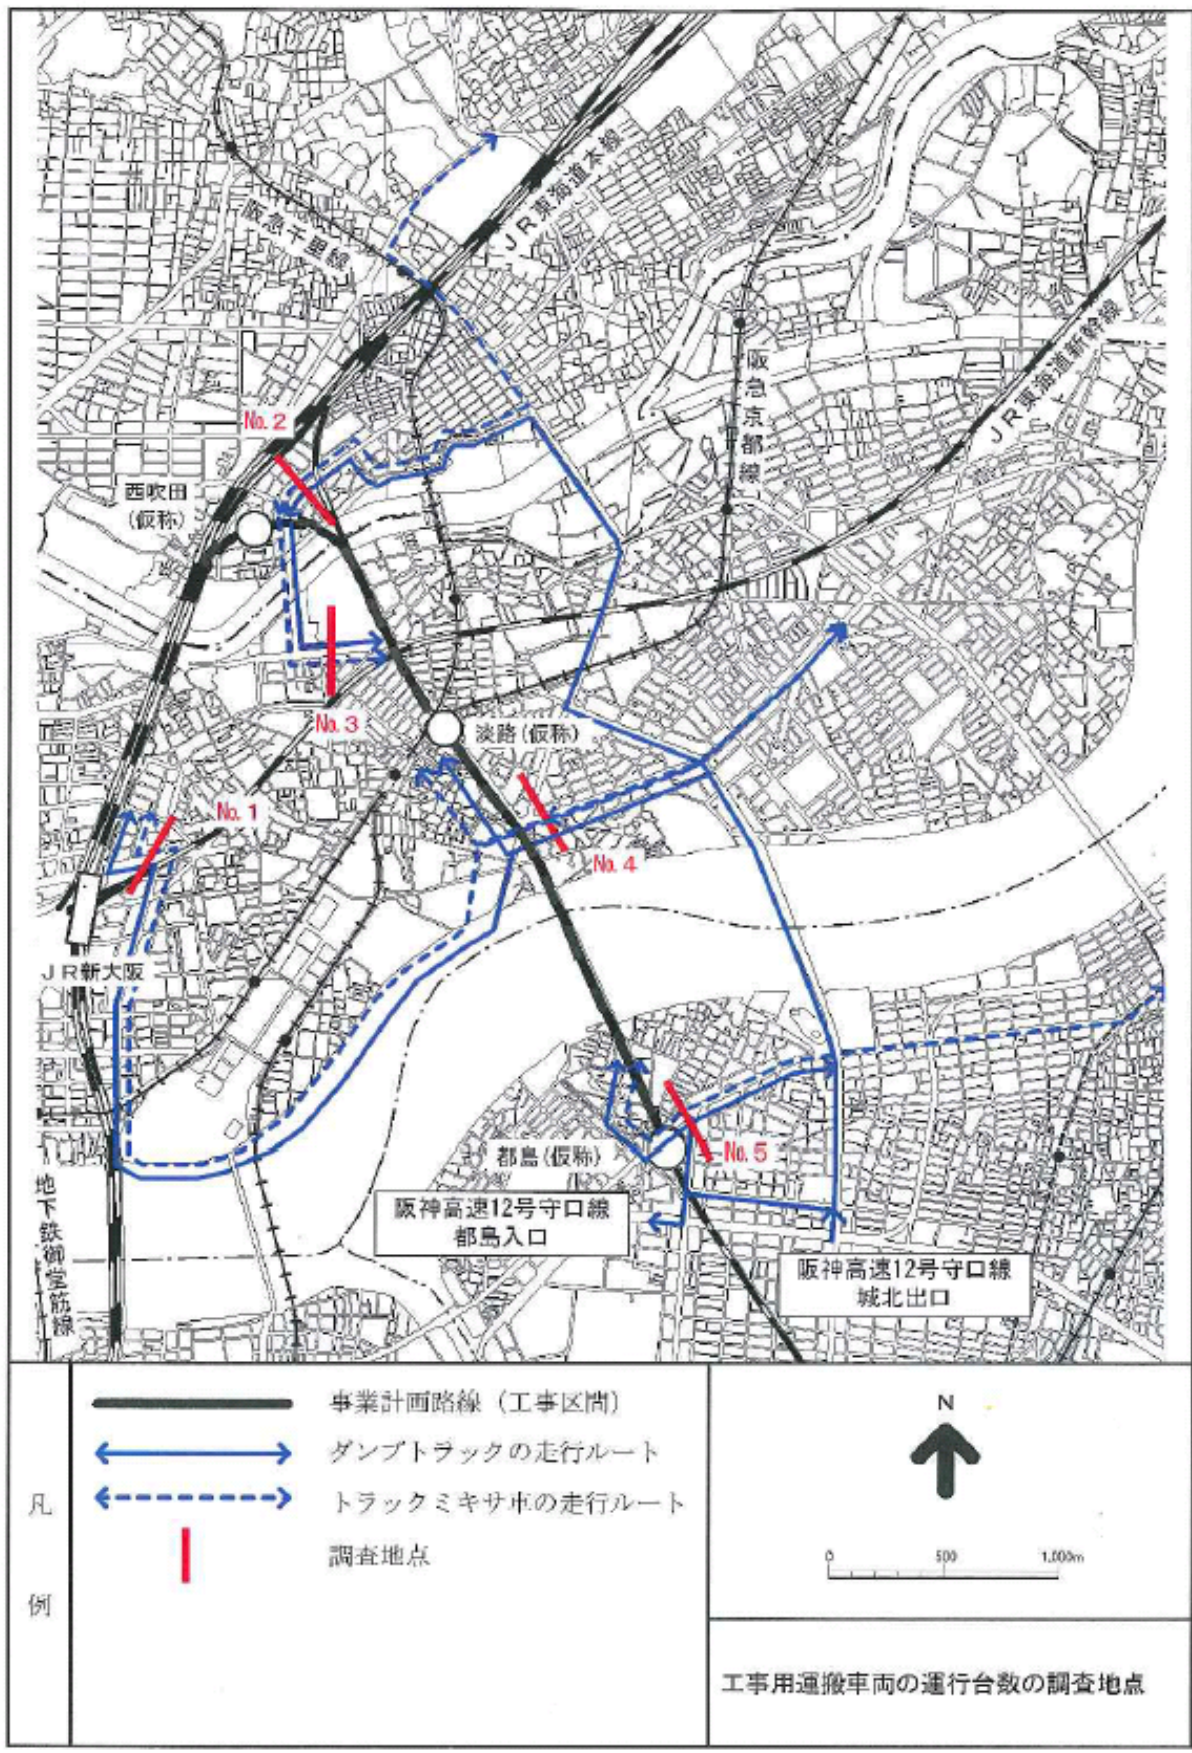 阪急千里線
JR東海道本線
阪急京都線
JR東海道新幹線
No. 2
西吹田
(仮称)
No. 3
淡路(仮称)
No. 1
No. 4
JR新大阪
都島(仮称)
No. 5
地下鉄御堂筋線
阪神高速12号守口線
都島入口
阪神高速12号守口線
城北出口
凡例
事業計画路線(工事区間)
ダンプトラックの走行ルート
トラックミキサ車の走行ルート
調査地点
N
0 500 1,000m
工事用運搬車両の運行台数の調査地点